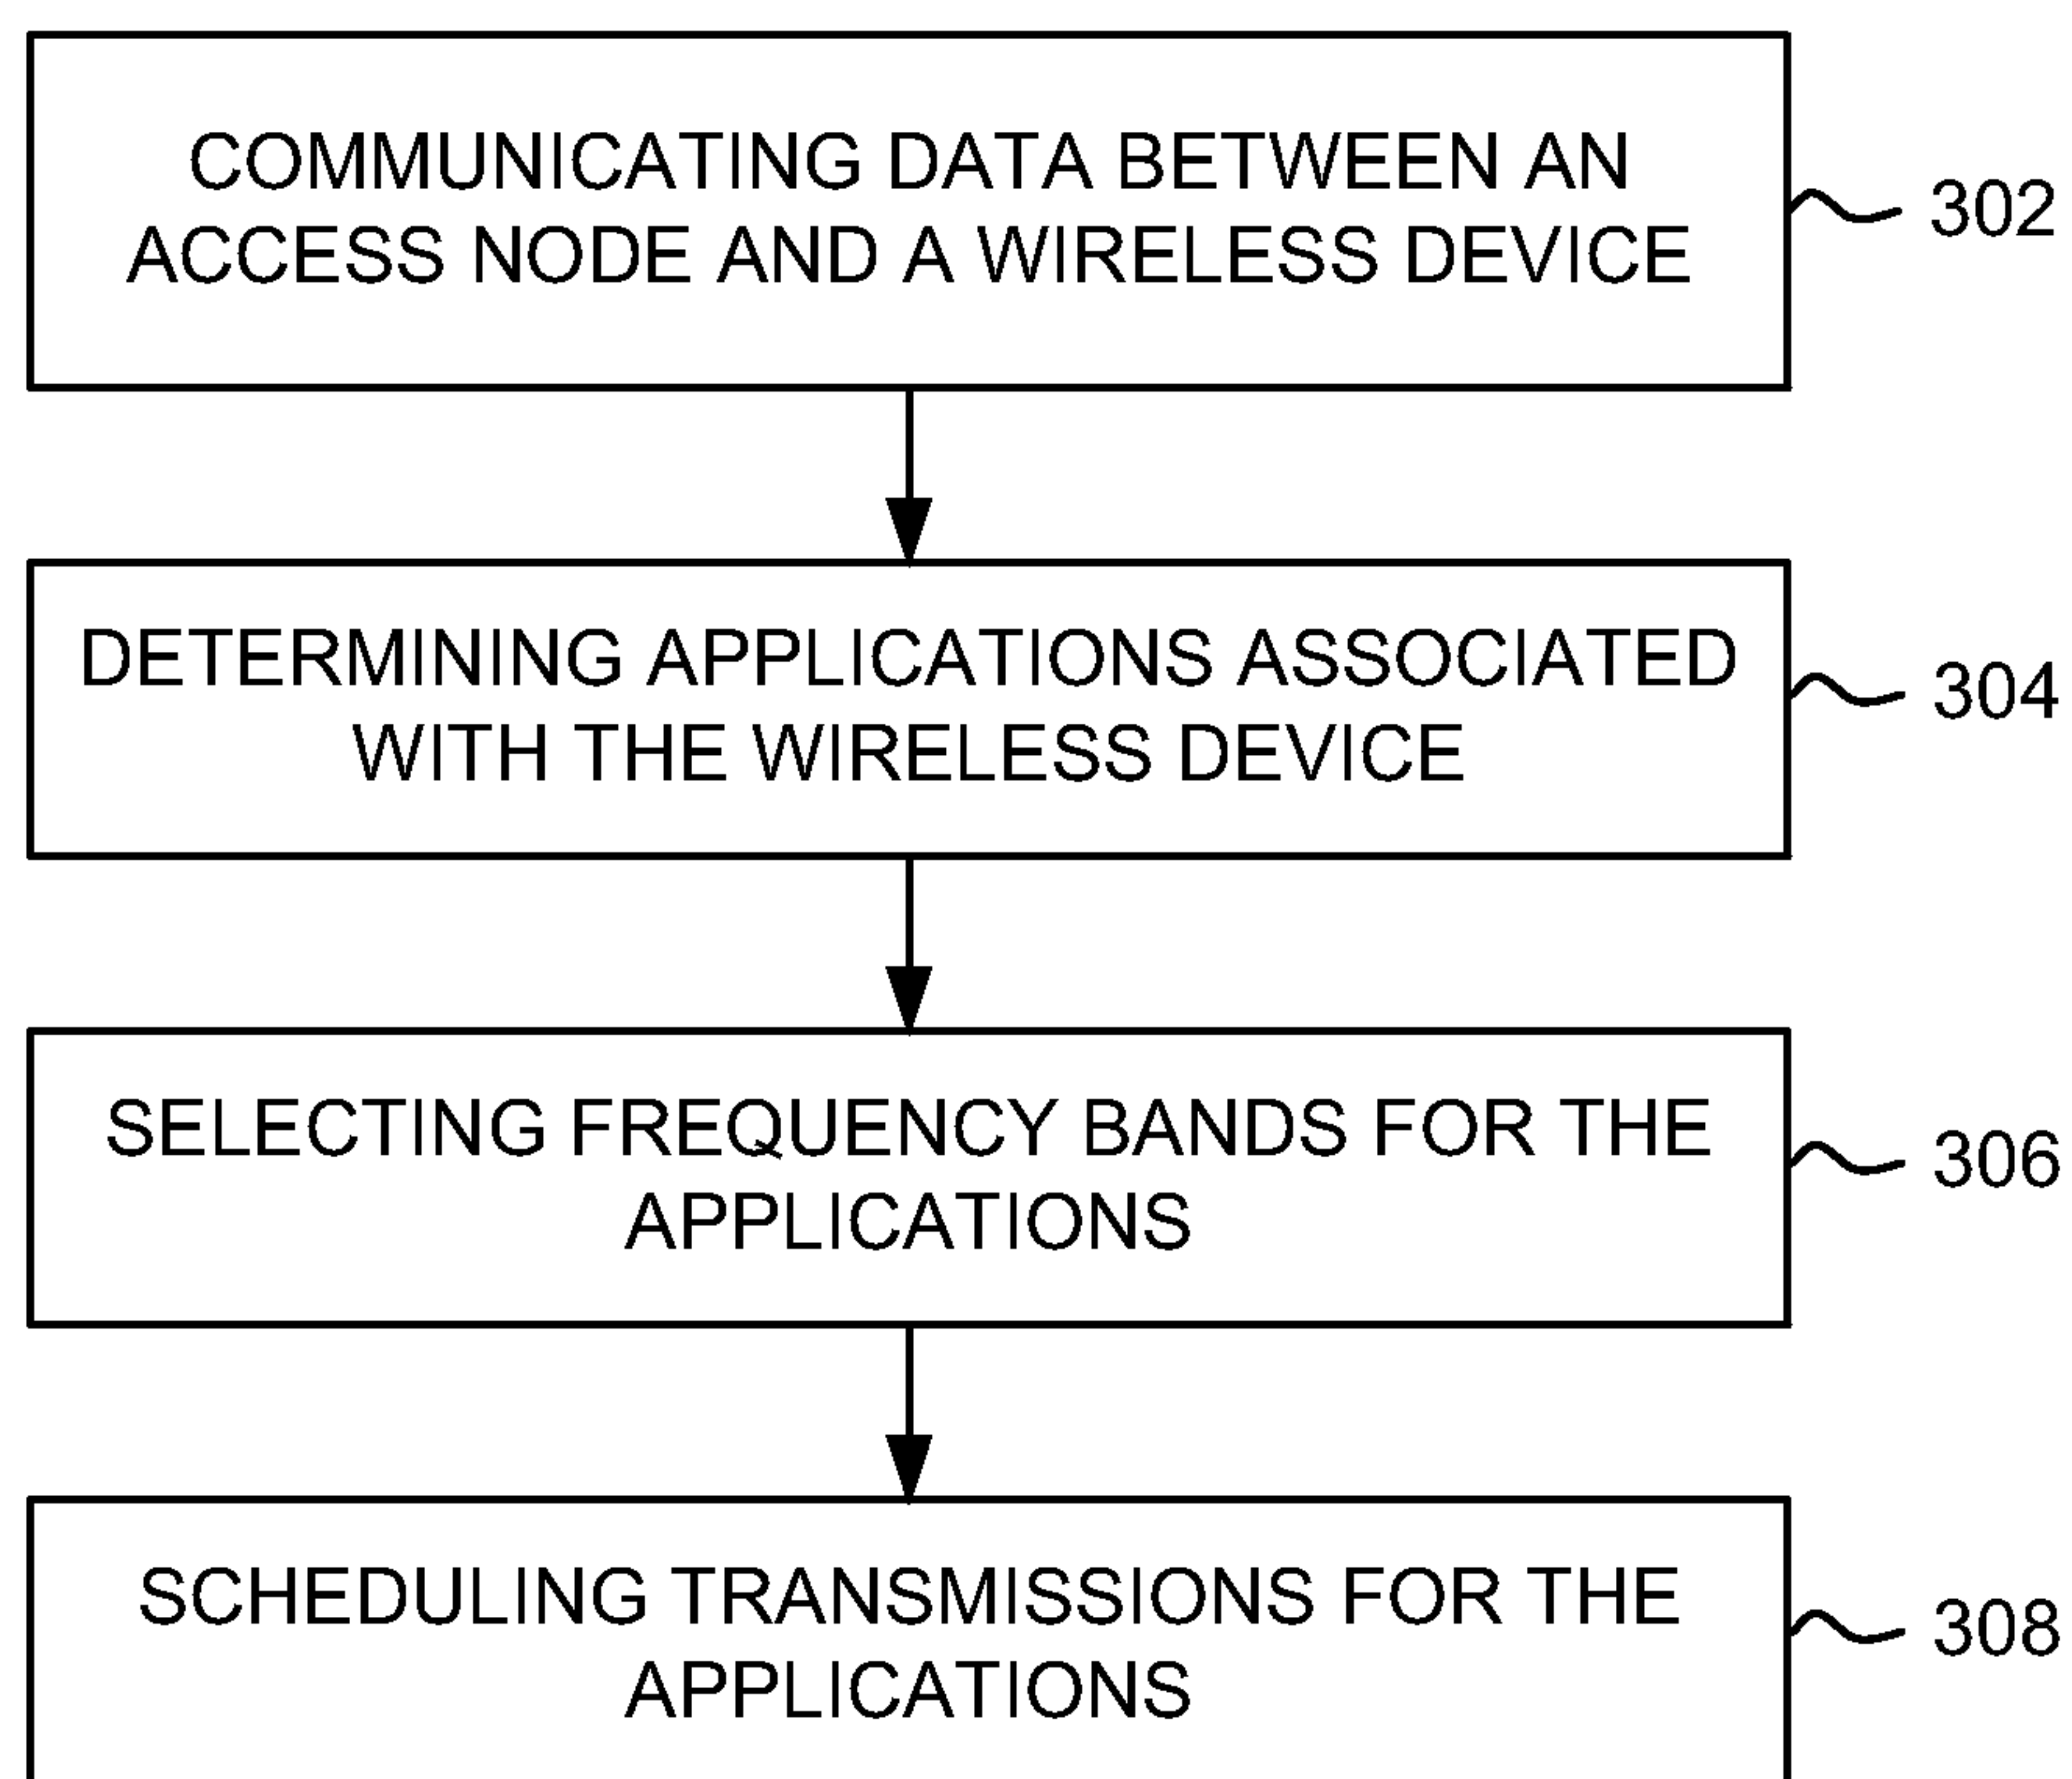 COMMUNICATING DATA BETWEEN AN
ACCESS NODE AND A WIRELESS DEVICE
302
DETERMINING APPLICATIONS ASSOCIATED
WITH THE WIRELESS DEVICE
304
SELECTING FREQUENCY BANDS FOR THE
APPLICATIONS
306
SCHEDULING TRANSMISSIONS FOR THE
APPLICATIONS
308